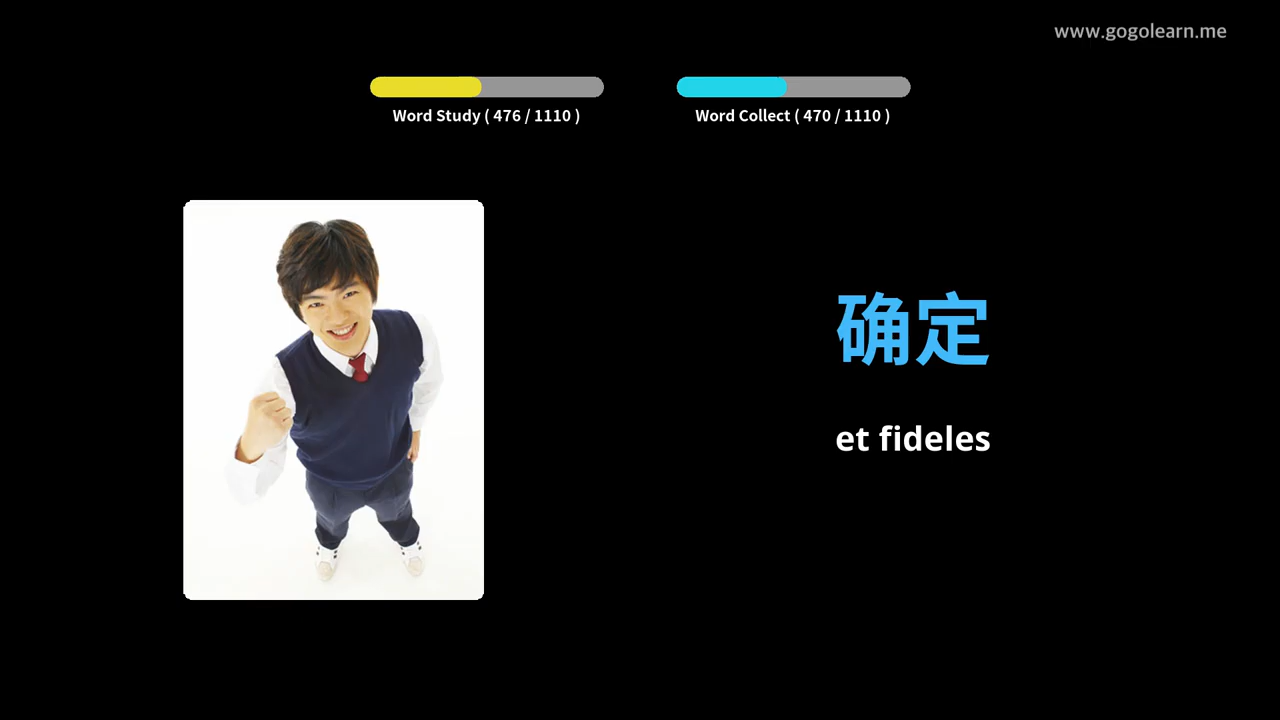 www.gogolearn.me
Word Study ( 476 / 1110 )
Word Collect ( 470 / 1110 )
确定
et fideles